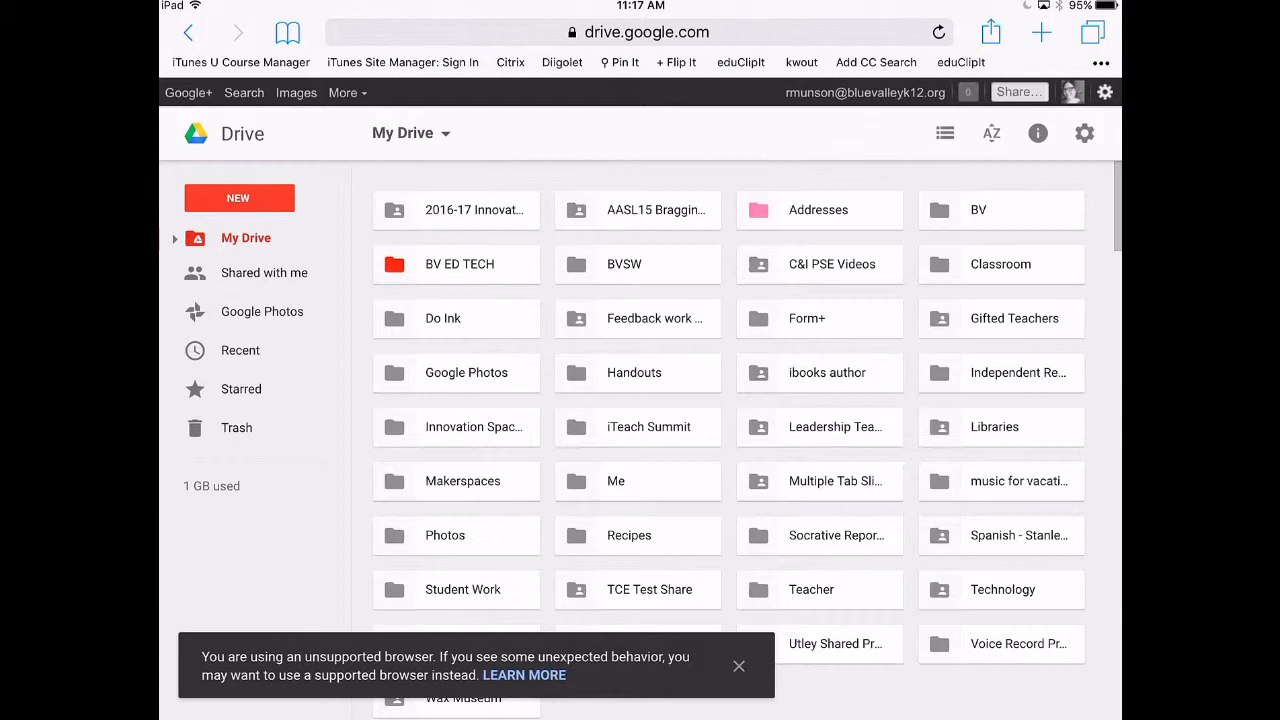 iPad 11:17 AM 95%
drive.google.com
iTunes U Course Manager iTunes Site Manager: Sign In Citrix Diigolet Pin It + Flip It eduClipIt kwout Add CC Search eduClipIt •••
Google+ Search Images More rmunson@bluevalleyk12.org 0 Share...
Drive My Drive AZ
NEW
My Drive
Shared with me
Google Photos
Recent
Starred
Trash
1 GB used
2016-17 Innovat... AASL15 Braggin... Addresses BV
BV ED TECH BVSW C&I PSE Videos Classroom
Do Ink Feedback work ... Form+ Gifted Teachers
Google Photos Handouts ibooks author Independent Re...
Innovation Spac... iTeach Summit Leadership Tea... Libraries
Makerspaces Me Multiple Tab Sli... music for vacati...
Photos Recipes Socrative Repor... Spanish - Stanle...
Student Work TCE Test Share Teacher Technology
Utley Shared Pr... Voice Record Pr...
Wax Museum
You are using an unsupported browser. If you see some unexpected behavior, you
may want to use a supported browser instead. LEARN MORE